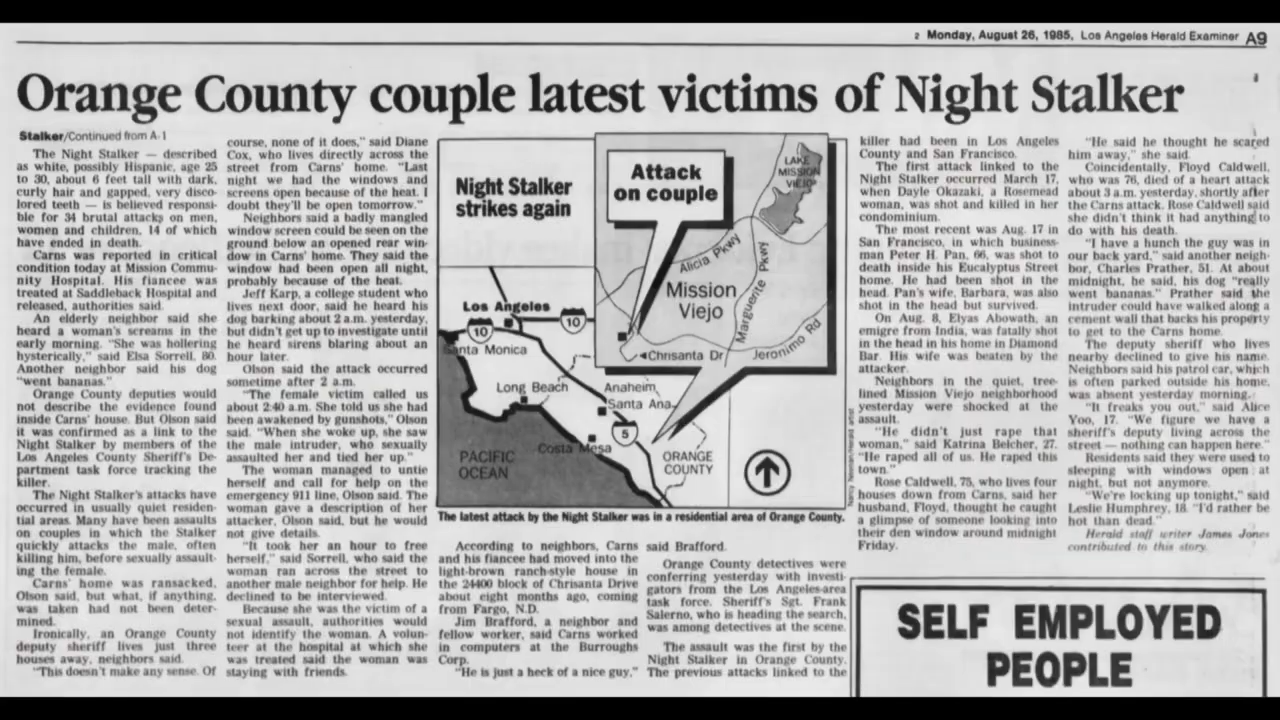 Monday, August 26, 1985, Los Angeles Herald Examiner A9
Orange County couple latest victims of Night Stalker
Stalker/Continued from A-1
The Night Stalker — described
as white, possibly Hispanic, age 25
to 30, about 6 feet tall with dark,
curly hair and gapped, very disco-
lored teeth — is believed responsi-
ble for 34 brutal attacks on men,
women and children, 14 of which
have ended in death.
Carns was reported in critical
condition today at Mission Commu-
nity Hospital. His fiancee was
treated at Saddleback Hospital and
released, authorities said.
An elderly neighbor said she
heard a woman's screams in the
early morning. "She was hollering
hysterically," said Elsa Sorrell, 80.
Another neighbor said his dog
"went bananas."
Orange County deputies would
not describe the evidence found
inside Carns' house. But Olson said
it was confirmed as a link to the
Night Stalker by members of the
Los Angeles County Sheriff's De-
partment task force tracking the
killer.
The Night Stalker's attacks have
occurred in usually quiet residen-
tial areas. Many have been assaults
on couples in which the Stalker
quickly attacks the male, often
killing him, before sexually assault-
ing the female.
Carns' home was ransacked,
Olson said, but what, if anything,
was taken had not been deter-
mined.
Ironically, an Orange County
deputy sheriff lives just three
houses away, neighbors said.
"This doesn't make any sense. Of
course, none of it does," said Diane
Cox, who lives directly across the
street from Carns' home. "Last
night we had the windows and
screens open because of the heat. I
doubt they'll be open tomorrow."
Neighbors said a badly mangled
window screen could be seen on the
ground below an opened rear win-
dow in Carns' home. They said the
window had been open all night,
probably because of the heat.
Jeff Karp, a college student who
lives next door, said he heard his
dog barking about 2 a.m. yesterday,
but didn't get up to investigate until
he heard sirens blaring about an
hour later.
Olson said the attack occurred
sometime after 2 a.m.
"The female victim called us
about 2:40 a.m. She told us she had
been awakened by gunshots," Olson
said. "When she woke up, she saw
the male intruder, who sexually
assaulted her and tied her up."
The woman managed to untie
herself and call for help on the
emergency 911 line, Olson said. The
woman gave a description of her
attacker, Olson said, but he would
not give details.
"It took her an hour to free
herself," said Sorrell, who said the
woman ran across the street to
another male neighbor for help. He
declined to be interviewed.
Because she was the victim of a
sexual assault, authorities would
not identify the woman. A volun-
teer at the hospital at which she
was treated said the woman was
staying with friends.
Night Stalker
strikes again
Attack
on couple
LAKE
MISSION
VIEJO
Alicia Pkwy
Mission
Viejo
Marguerite Pkwy
Chrisanta Dr
Jeronimo Rd
Los Angeles
10
10
Santa Monica
Long Beach
Anaheim
Santa Ana
5
Costa Mesa
PACIFIC
OCEAN
ORANGE
COUNTY
The latest attack by the Night Stalker was in a residential area of Orange County.
According to neighbors, Carns
and his fiancee had moved into the
light-brown ranch-style house in
the 24400 block of Chrisanta Drive
about eight months ago, coming
from Fargo, N.D.
Jim Brafford, a neighbor and
fellow worker, said Carns worked
in computers at the Burroughs
Corp.
"He is just a heck of a nice guy,"
said Brafford.
Orange County detectives were
conferring yesterday with investi-
gators from the Los Angeles-area
task force. Sheriff's Sgt. Frank
Salerno, who is heading the search,
was among detectives at the scene.
The assault was the first by the
Night Stalker in Orange County.
The previous attacks linked to the
killer had been in Los Angeles
County and San Francisco.
The first attack linked to the
Night Stalker occurred March 17,
when Dayle Okazaki, a Rosemead
woman, was shot and killed in her
condominium.
The most recent was Aug. 17 in
San Francisco, in which business-
man Peter H. Pan, 66, was shot to
death inside his Eucalyptus Street
home. He had been shot in the
head. Pan's wife, Barbara, was also
shot in the head but survived.
On Aug. 8, Elyas Abowath, an
emigre from India, was fatally shot
in the head in his home in Diamond
Bar. His wife was beaten by the
attacker.
Neighbors in the quiet, tree-
lined Mission Viejo neighborhood
yesterday were shocked at the
assault.
"He didn't just rape that
woman," said Katrina Belcher, 27.
"He raped all of us. He raped this
town."
Rose Caldwell, 75, who lives four
houses down from Carns, said her
husband, Floyd, thought he caught
a glimpse of someone looking into
their den window around midnight
Friday.
"He said he thought he scared
him away," she said.
Coincidentally, Floyd Caldwell,
who was 76, died of a heart attack
about 3 a.m. yesterday, shortly after
the Carns attack. Rose Caldwell said
she didn't think it had anything to
do with his death.
"I have a hunch the guy was in
our back yard," said another neigh-
bor, Charles Prather, 51. At about
midnight, he said, his dog "really
went bananas." Prather said the
intruder could have walked along a
cement wall that backs his property
to get to the Carns home.
The deputy sheriff who lives
nearby declined to give his name.
Neighbors said his patrol car, which
is often parked outside his home,
was absent yesterday morning.
"It freaks you out," said Alice
Yoo, 17. "We figure we have a
sheriff's deputy living across the
street — nothing can happen here."
Residents said they were used to
sleeping with windows open at
night, but not anymore.
"We're locking up tonight," said
Leslie Humphrey, 18. "I'd rather be
hot than dead."
Herald staff writer James Jones
contributed to this story.
SELF EMPLOYED
PEOPLE